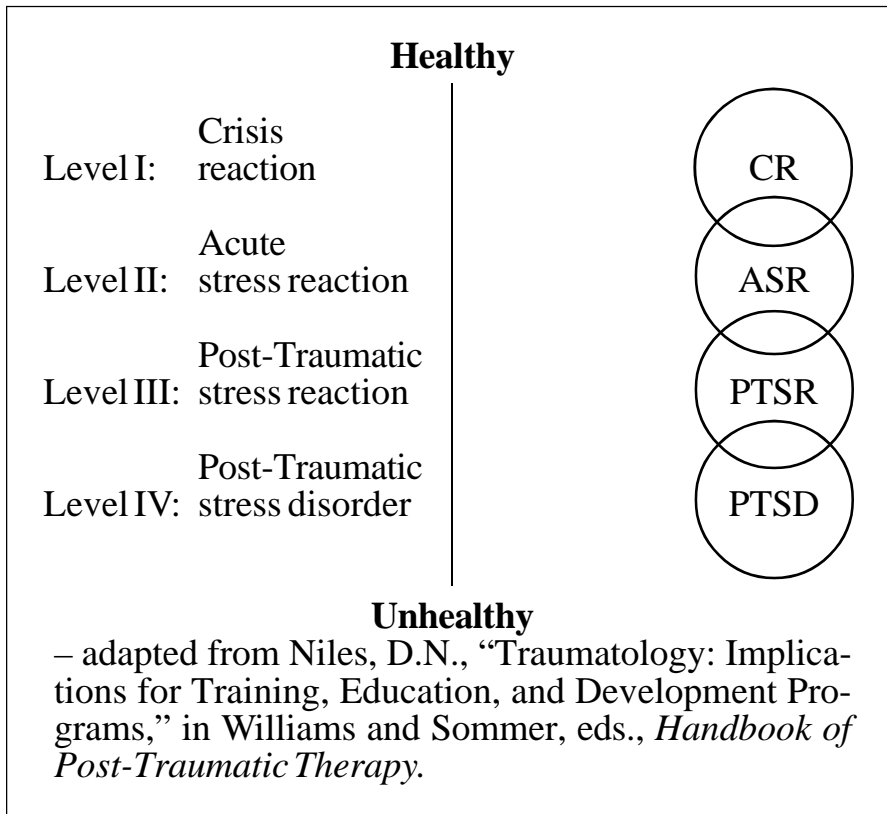 Healthy
Crisis
Level I: reaction
CR
Acute
Level II: stress reaction
ASR
Post-Traumatic
Level III: stress reaction
PTSR
Post-Traumatic
Level IV: stress disorder
PTSD
Unhealthy
– adapted from Niles, D.N., “Traumatology: Implica-
tions for Training, Education, and Development Pro-
grams,” in Williams and Sommer, eds., Handbook of
Post-Traumatic Therapy.